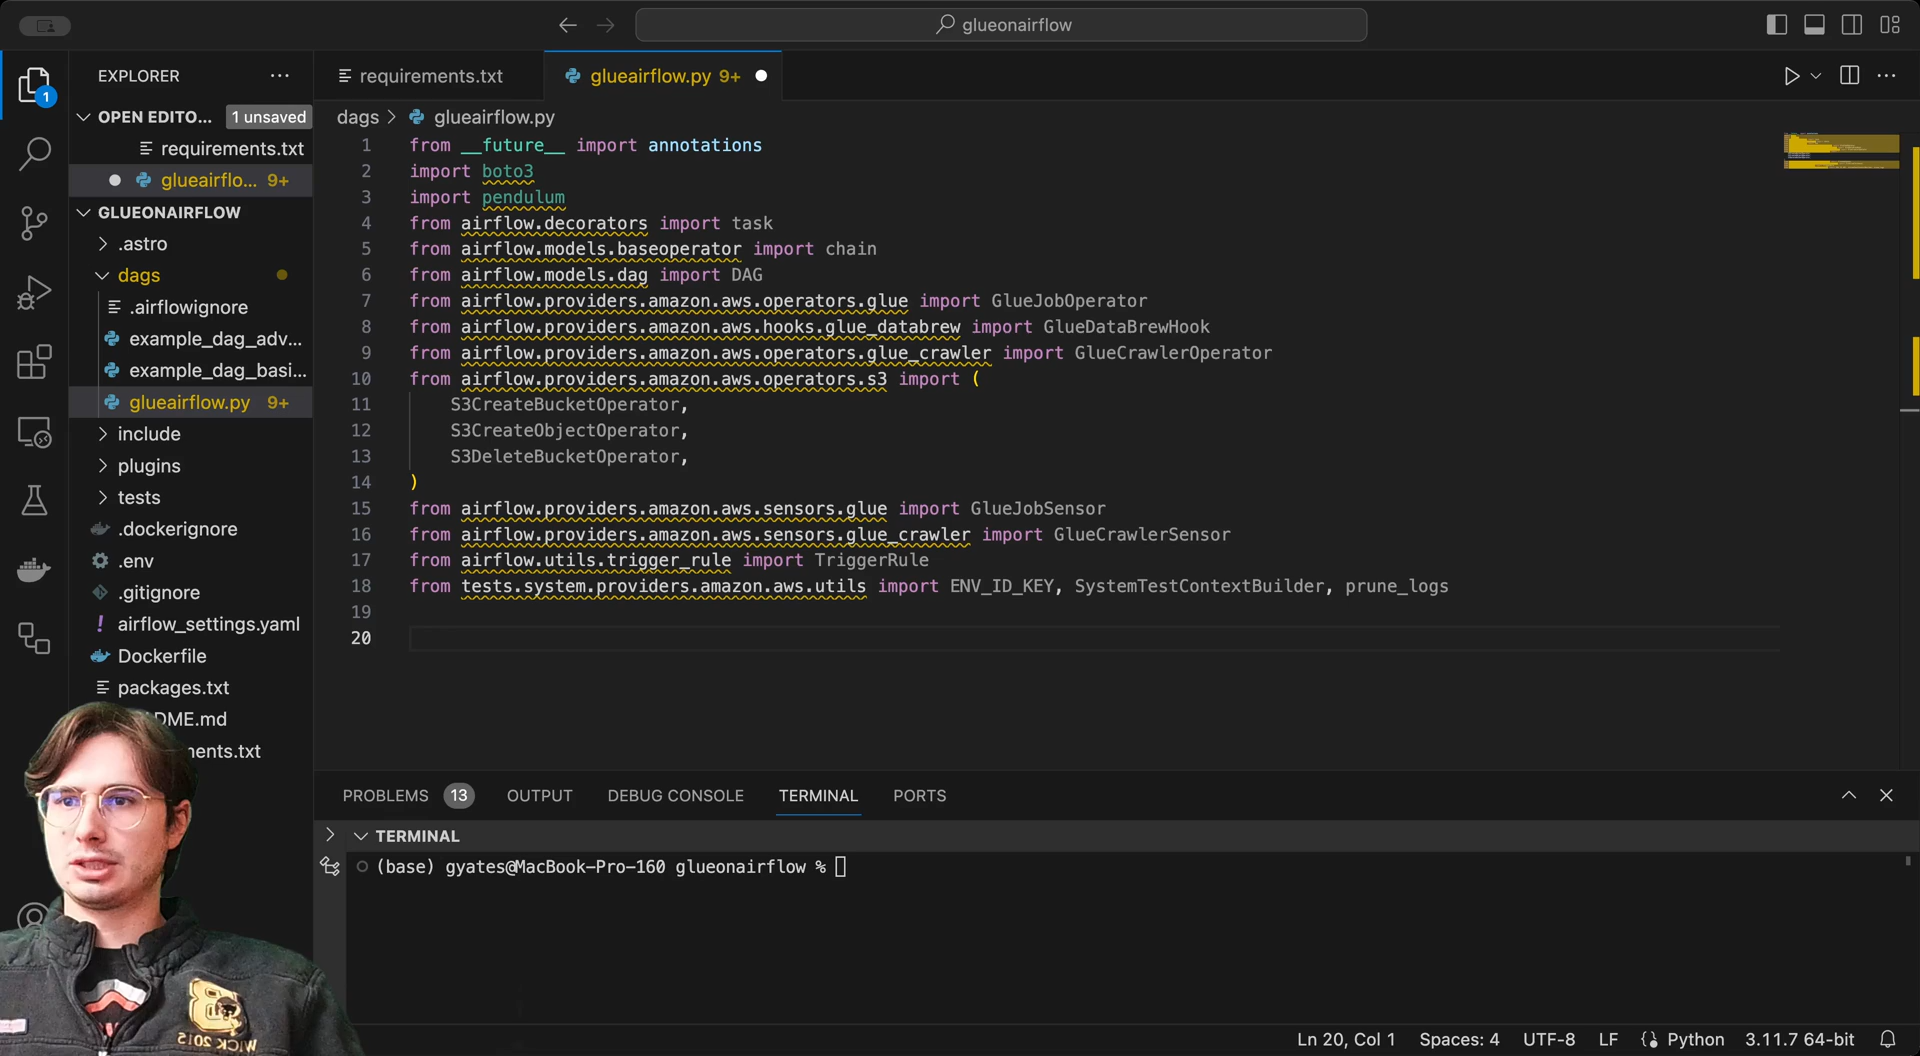 glueonairflow
EXPLORER
requirements.txt
glueairflow.py 9+
1
OPEN EDITO... 1 unsaved
requirements.txt
glueairflo... 9+
GLUEONAIRFLOW
.astro
dags
.airflowignore
example_dag_adv...
example_dag_basi...
glueairflow.py 9+
include
plugins
tests
.dockerignore
.env
.gitignore
airflow_settings.yaml
Dockerfile
packages.txt
DME.md
nents.txt
dags > glueairflow.py
1 from __future__ import annotations
2 import boto3
3 import pendulum
4 from airflow.decorators import task
5 from airflow.models.baseoperator import chain
6 from airflow.models.dag import DAG
7 from airflow.providers.amazon.aws.operators.glue import GlueJobOperator
8 from airflow.providers.amazon.aws.hooks.glue_databrew import GlueDataBrewHook
9 from airflow.providers.amazon.aws.operators.glue_crawler import GlueCrawlerOperator
10 from airflow.providers.amazon.aws.operators.s3 import (
11 S3CreateBucketOperator,
12 S3CreateObjectOperator,
13 S3DeleteBucketOperator,
14 )
15 from airflow.providers.amazon.aws.sensors.glue import GlueJobSensor
16 from airflow.providers.amazon.aws.sensors.glue_crawler import GlueCrawlerSensor
17 from airflow.utils.trigger_rule import TriggerRule
18 from tests.system.providers.amazon.aws.utils import ENV_ID_KEY, SystemTestContextBuilder, prune_logs
19
20
PROBLEMS 13 OUTPUT DEBUG CONSOLE TERMINAL PORTS
TERMINAL
(base) gyates@MacBook-Pro-160 glueonairflow %
Ln 20, Col 1 Spaces: 4 UTF-8 LF Python 3.11.7 64-bit